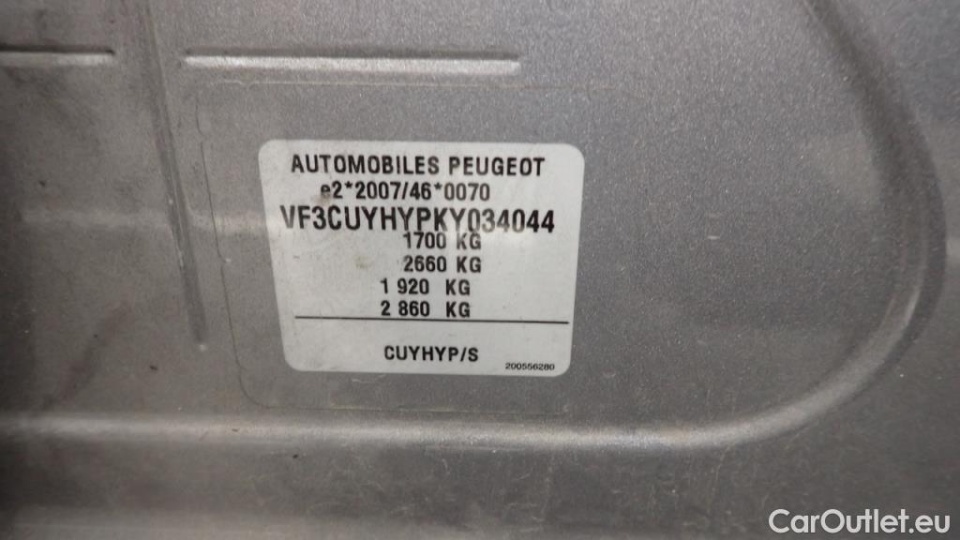 AUTOMOBILES PEUGEOT
e2*2007/46*0070
VF3CUYHYPKY034044
1700 KG
2660 KG
1 920 KG
2 860 KG
CUYHYP/S
200556280
CarOutlet.eu